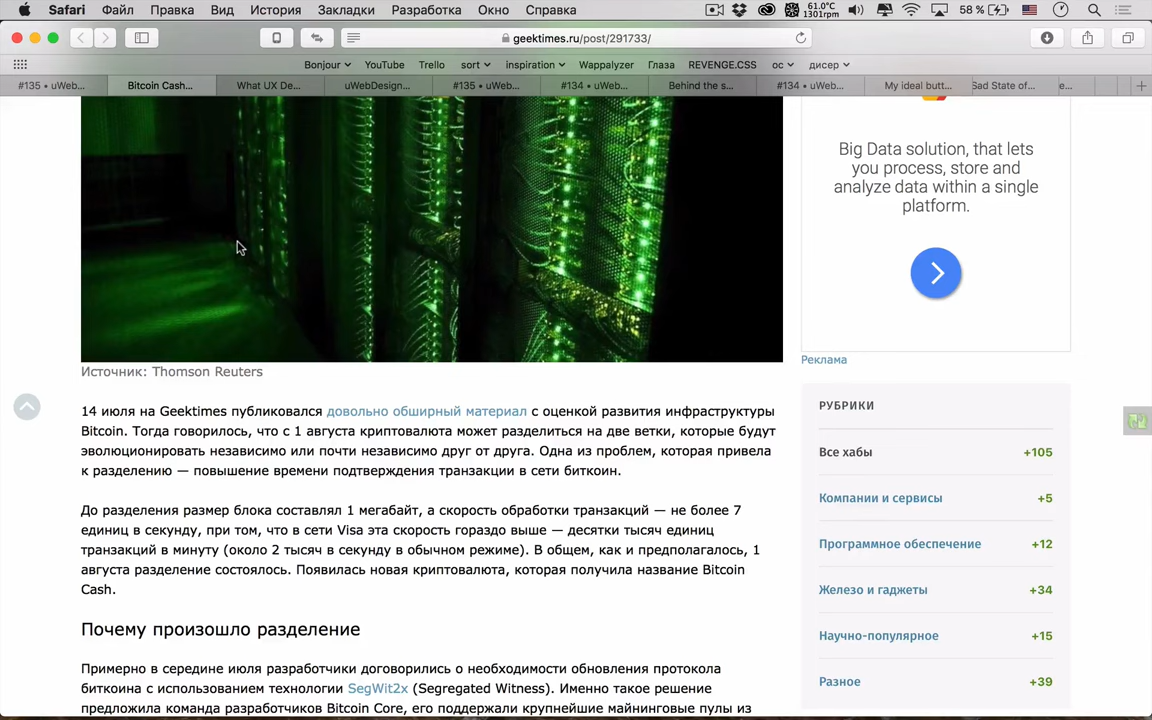 Safari Файл Правка Вид История Закладки Разработка Окно Справка 61.0°C 1301rpm 58 %
geektimes.ru/post/291733/
Bonjour YouTube Trello sort inspiration Wappalyzer Глаза REVENGE.CSS ос дисер
#135 • uWeb... Bitcoin Cash... What UX De... uWebDesign... #135 • uWeb... #134 • uWeb... Behind the s... #134 • uWeb... My ideal butt... Sad State of... e...
Big Data solution, that lets
you process, store and
analyze data within a single
platform.
Реклама
Источник: Thomson Reuters
14 июля на Geektimes публиковался довольно обширный материал с оценкой развития инфраструктуры
Bitcoin. Тогда говорилось, что с 1 августа криптовалюта может разделиться на две ветки, которые будут
эволюционировать независимо или почти независимо друг от друга. Одна из проблем, которая привела
к разделению — повышение времени подтверждения транзакции в сети биткоин.
До разделения размер блока составлял 1 мегабайт, а скорость обработки транзакций — не более 7
единиц в секунду, при том, что в сети Visa эта скорость гораздо выше — десятки тысяч единиц
транзакций в минуту (около 2 тысяч в секунду в обычном режиме). В общем, как и предполагалось, 1
августа разделение состоялось. Появилась новая криптовалюта, которая получила название Bitcoin
Cash.
Почему произошло разделение
Примерно в середине июля разработчики договорились о необходимости обновления протокола
биткоина с использованием технологии SegWit2x (Segregated Witness). Именно такое решение
предложила команда разработчиков Bitcoin Core, его поддержали крупнейшие майнинговые пулы из
РУБРИКИ
Все хабы +105
Компании и сервисы +5
Программное обеспечение +12
Железо и гаджеты +34
Научно-популярное +15
Разное +39